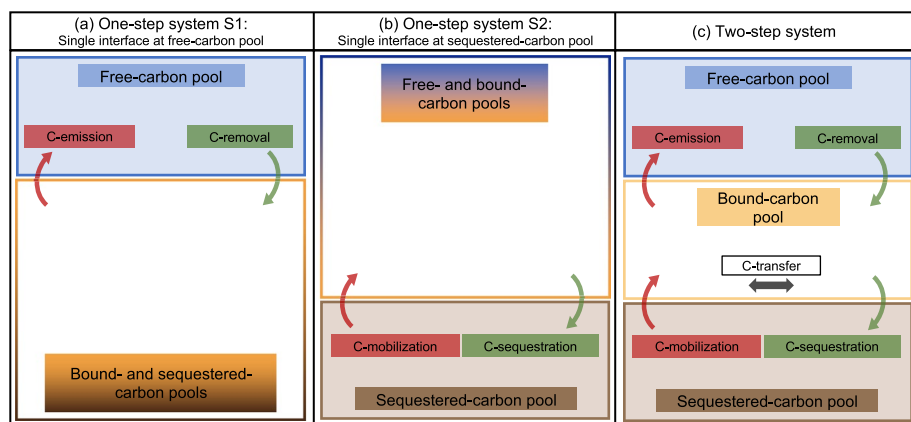 (a) One-step system S1:
Single interface at free-carbon pool
Free-carbon pool
C-emission
C-removal
Bound- and sequestered-
carbon pools
(b) One-step system S2:
Single interface at sequestered-carbon pool
Free- and bound-
carbon pools
C-mobilization
C-sequestration
Sequestered-carbon pool
(c) Two-step system
Free-carbon pool
C-emission
C-removal
Bound-carbon
pool
C-transfer
C-mobilization
C-sequestration
Sequestered-carbon pool